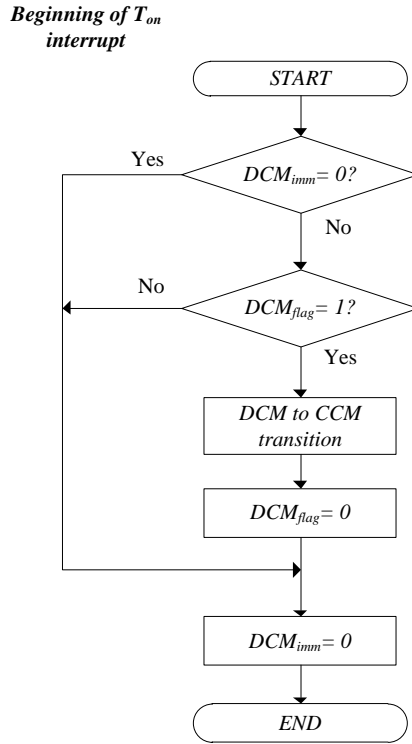 Beginning of Ton
interrupt
START
Yes
DCMimm= 0?
No
No
DCMflag= 1?
Yes
DCM to CCM
transition
DCMflag= 0
DCMimm= 0
END